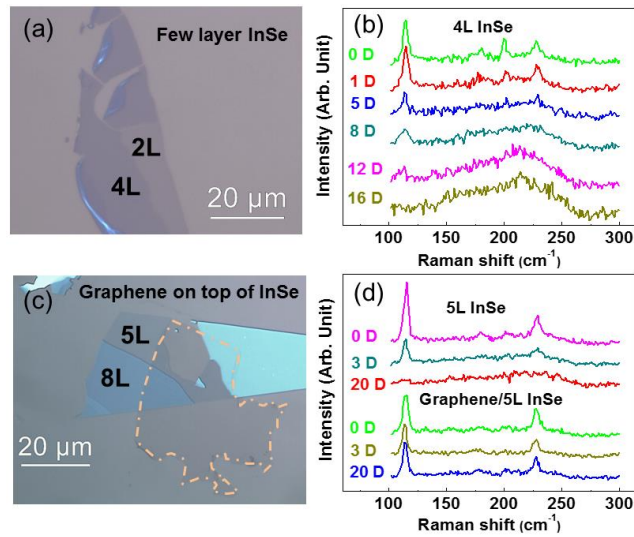 (a)
Few layer InSe
2L
4L
20 μm
(b)
4L InSe
0 D
1 D
5 D
8 D
12 D
16 D
Intensity (Arb. Unit)
100 150 200 250 300
Raman shift (cm⁻¹)
(c)
Graphene on top of InSe
5L
8L
20 μm
(d)
5L InSe
0 D
3 D
20 D
Graphene/5L InSe
0 D
3 D
20 D
Intensity (Arb. Unit)
100 150 200 250 300
Raman shift (cm⁻¹)